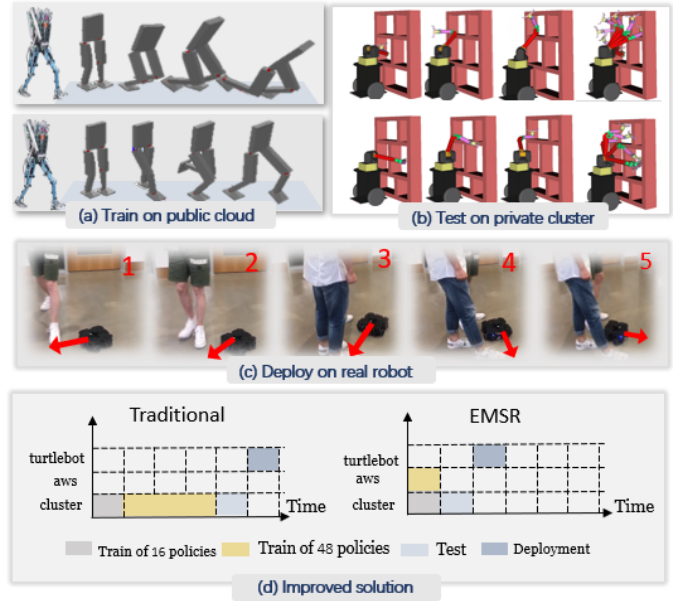 (a) Train on public cloud
(b) Test on private cluster
1 2 3 4 5
(c) Deploy on real robot
Traditional
turtlebot
aws
cluster
Time
EMSR
turtlebot
aws
cluster
Time
Train of 16 policies
Train of 48 policies
Test
Deployment
(d) Improved solution